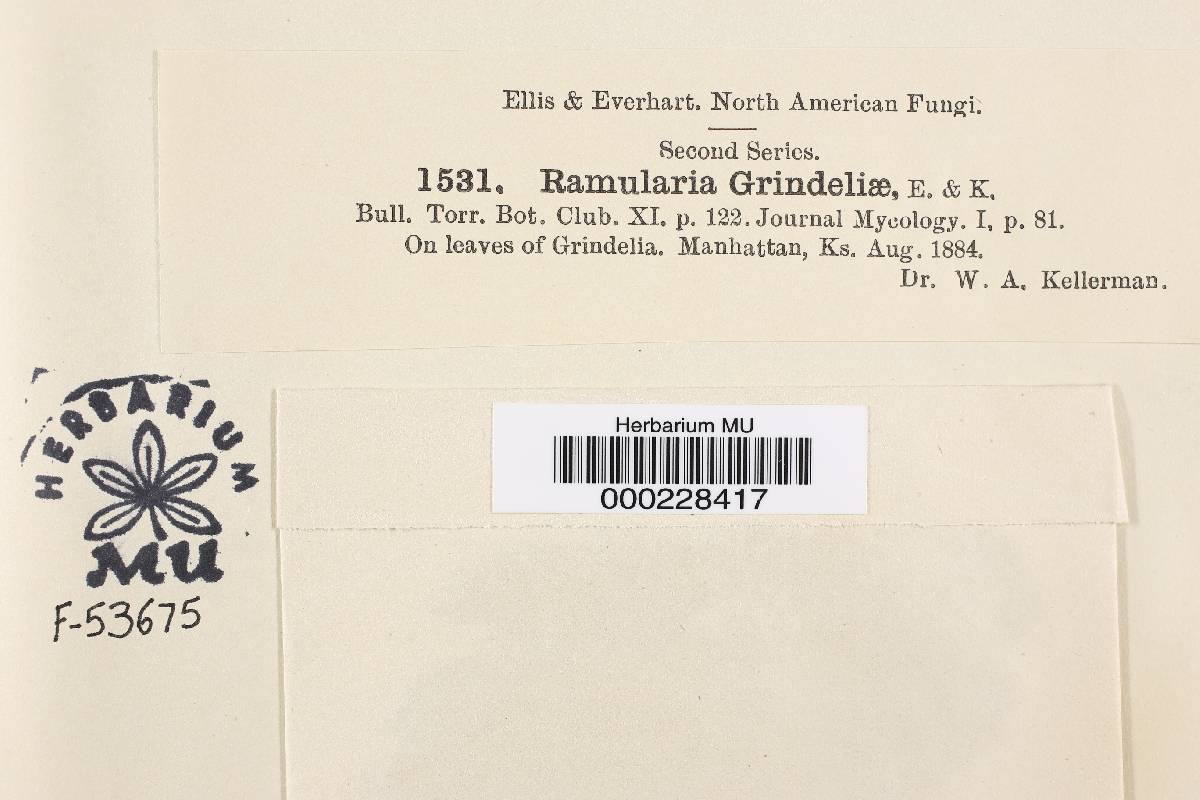 Ellis & Everhart. North American Fungi.
Second Series.
1531. Ramularia Grindeliæ, E. & K.
Bull. Torr. Bot. Club. XI. p. 122. Journal Mycology. I, p. 81.
On leaves of Grindelia. Manhattan, Ks. Aug. 1884.
Dr. W. A. Kellerman.
HERBARIUM
MU
F-53675
Herbarium MU
000228417